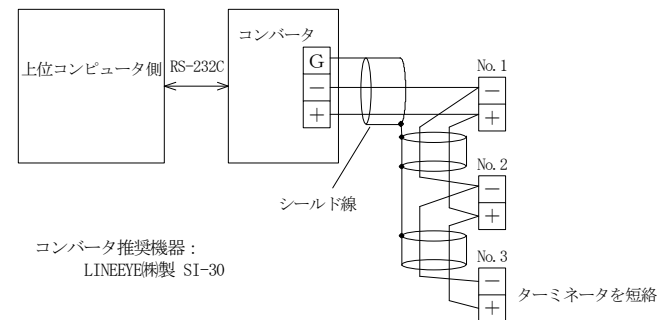 コンバータ
上位コンピュータ側
RS-232C
G
−
+
No. 1
−
+
No. 2
−
+
シールド線
No. 3
−
+
ターミネータを短絡
コンバータ推奨機器：
LINEEYE㈱製 SI-30